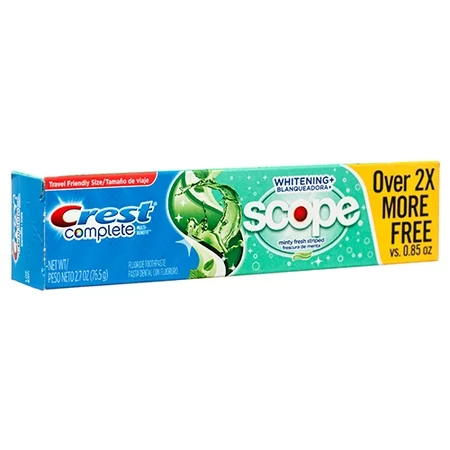 Travel Friendly Size/Tamaño de viaje
Crest
complete
MULTI-
BENEFIT
NET WT/
PESO NETO 2.7 OZ (76.5 g)
FLUORIDE TOOTHPASTE
PASTA DENTAL CON FLUORURO
WHITENING+
BLANQUEADORA+
scope
minty fresh striped
frescura de menta
Over 2X
MORE
FREE
vs. 0.85 oz